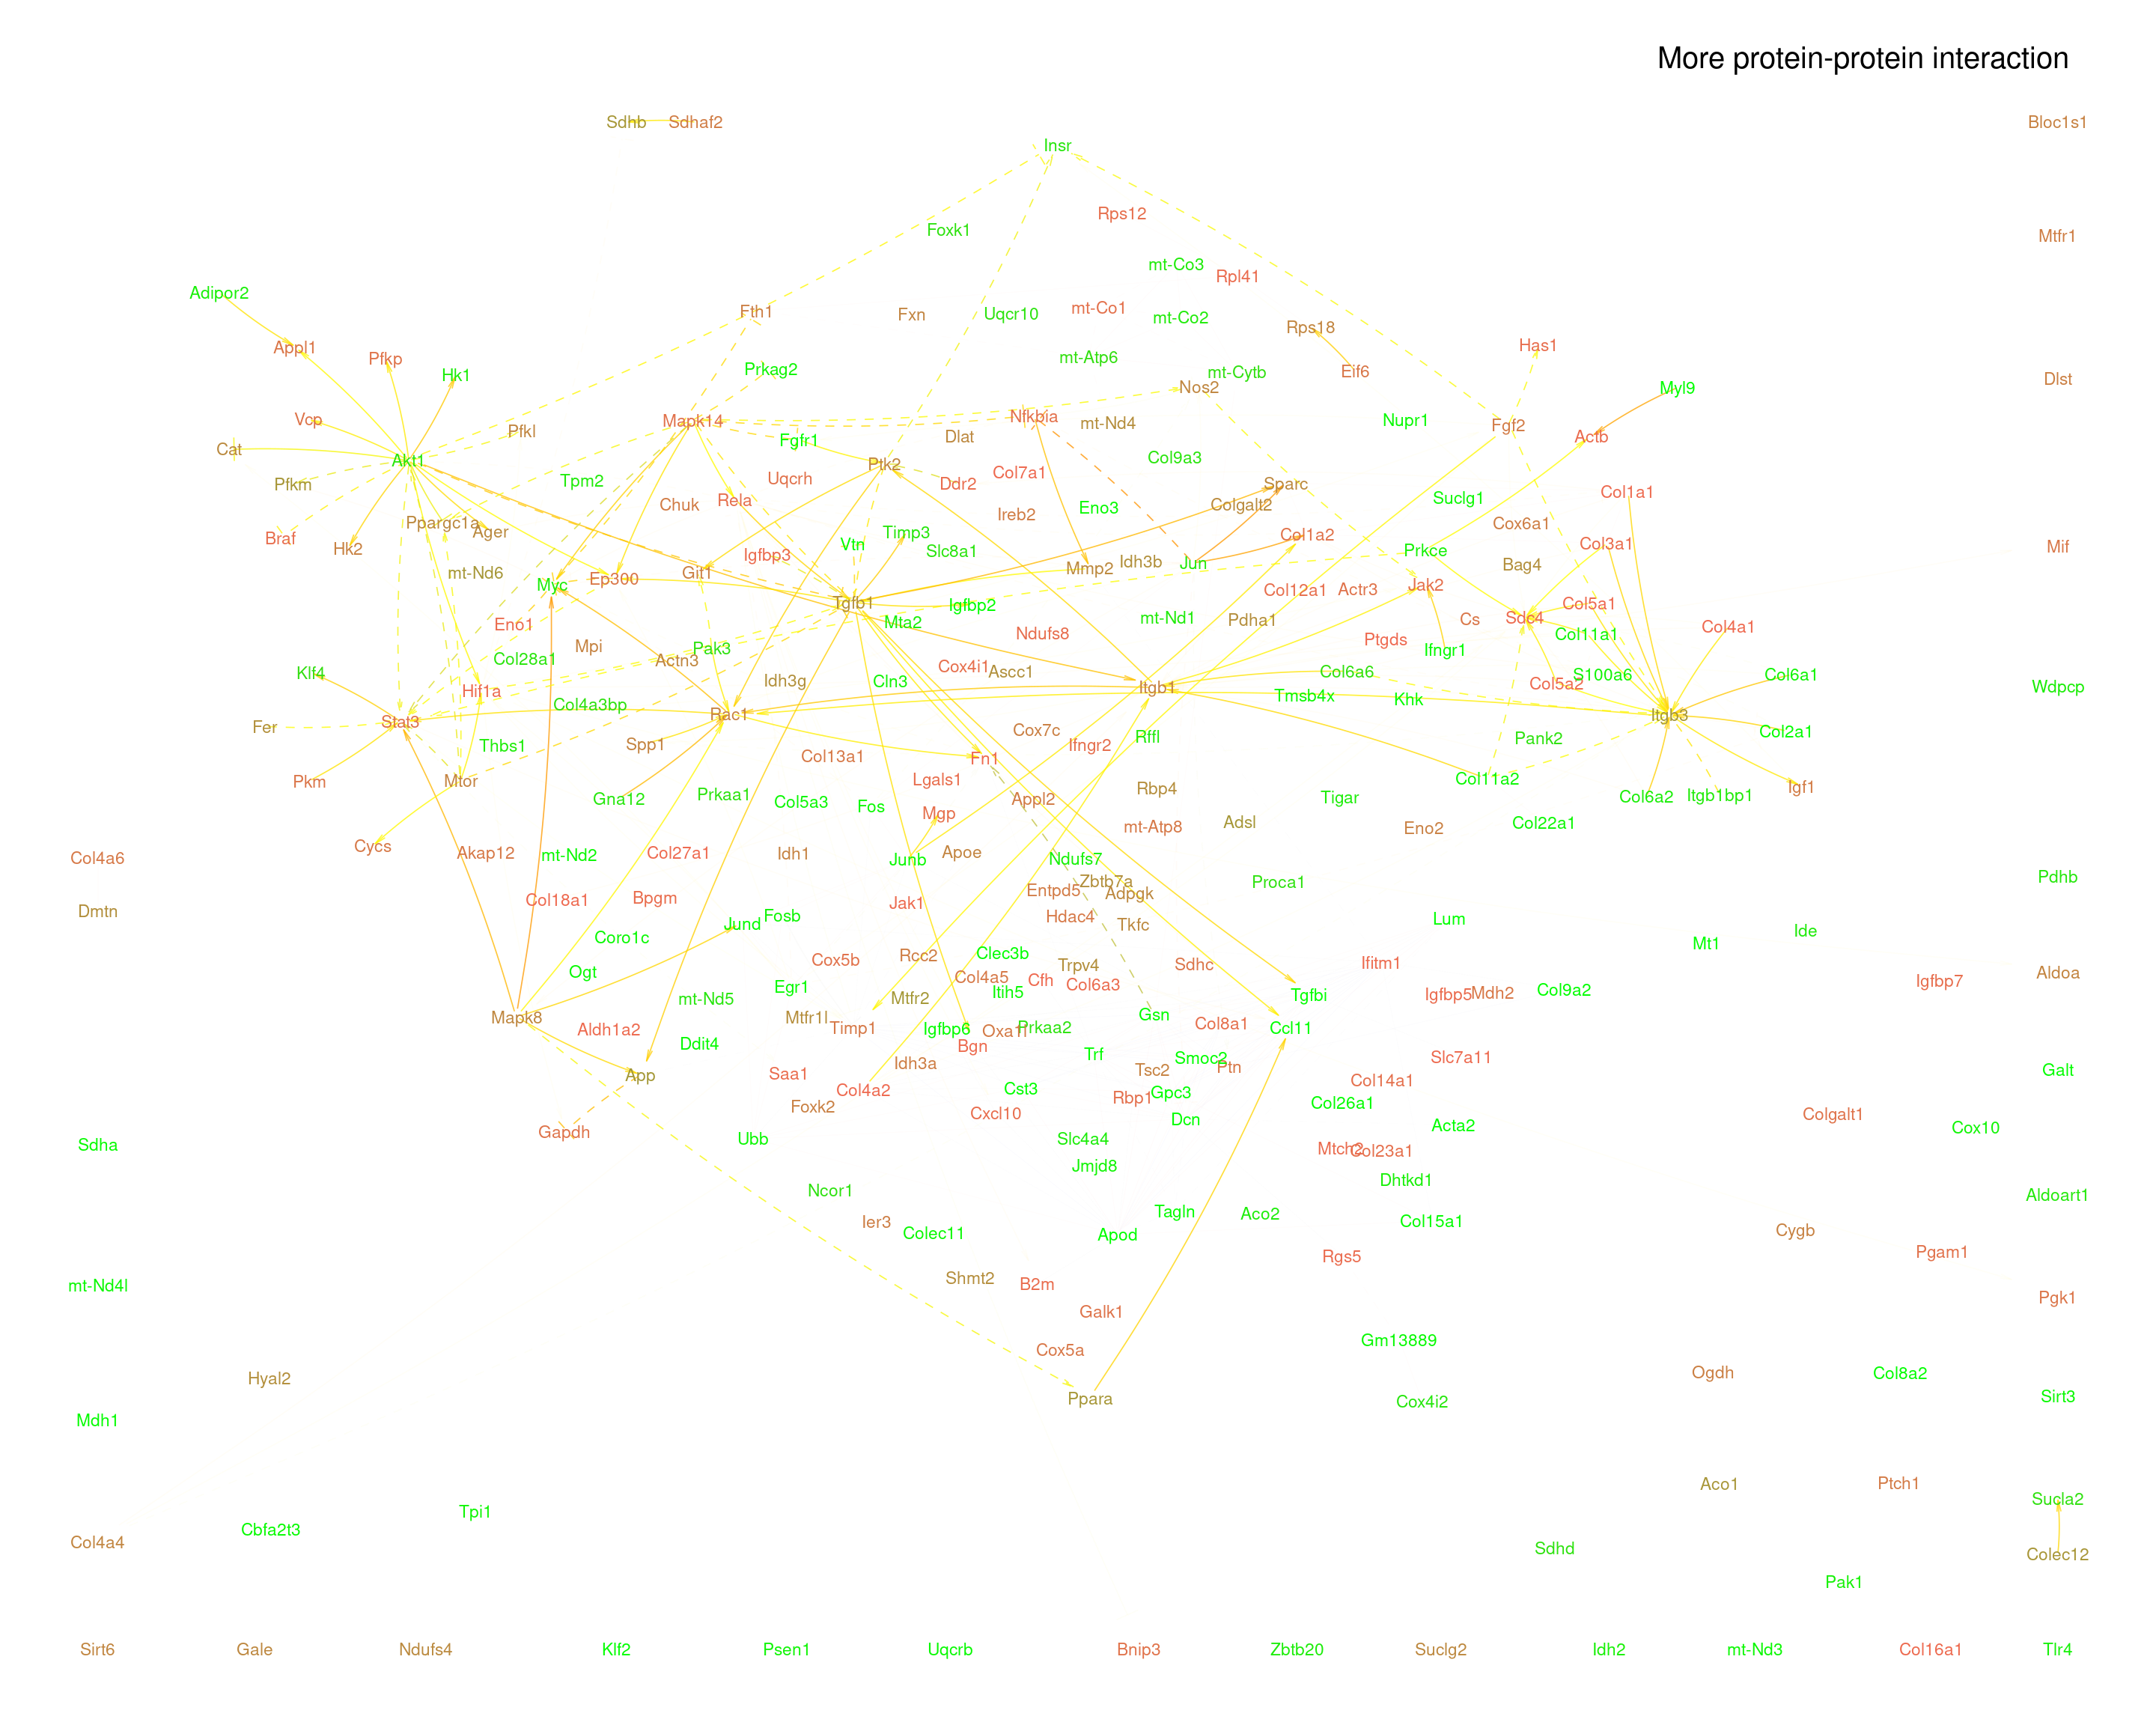 More protein-protein interaction
Sdhb
Sdhaf2
Bloc1s1
Insr
Rps12
Foxk1
Mtfr1
mt-Co3
Rpl41
Adipor2
Fth1
Fxn
Uqcr10
mt-Co1
mt-Co2
Rps18
Appl1
Pfkp
Hk1
Prkag2
mt-Atp6
mt-Cytb
Nos2
Eif6
Has1
Myl9
Dlst
Vcp
Cat
Akt1
Pfkl
Mapk14
Fgfr1
Nfkbia
mt-Nd4
Dlat
Nupr1
Fgf2
Actb
Pfkm
Tpm2
Uqcrh
Ptk2
Ddr2
Col7a1
Col9a3
Sparc
Colgalt2
Suclg1
Col1a1
Braf
Hk2
Ppargc1a
Ager
Chuk
Rela
Ireb2
Eno3
Cox6a1
Timp3
Vtn
Slc8a1
Igfbp3
Col1a2
Prkce
Col3a1
Mif
mt-Nd6
Myc
Ep300
Git1
Mmp2
Idh3b
Jun
Bag4
Tgfb1
Igfbp2
Col12a1
Actr3
Jak2
Eno1
Mta2
mt-Nd1
Pdha1
Cs
Sdc4
Col5a1
Col4a1
Mpi
Pak3
Ndufs8
Ptgds
Ifngr1
Col11a1
Klf4
Col28a1
Actn3
Cox4i1
Ascc1
Col6a6
S100a6
Col6a1
Hif1a
Idh3g
Cln3
Itgb1
Tmsb4x
Khk
Col5a2
Wdpcp
Fer
Stat3
Col4a3bp
Rac1
Itgb3
Thbs1
Spp1
Cox7c
Ifngr2
Rffl
Pank2
Col2a1
Pkm
Mtor
Col13a1
Fn1
Col11a2
Gna12
Prkaa1
Col5a3
Fos
Lgals1
Appl2
Rbp4
Tigar
Col6a2
Itgb1bp1
Igf1
Mgp
mt-Atp8
Adsl
Eno2
Col22a1
Col4a6
Cycs
Akap12
mt-Nd2
Col27a1
Idh1
Junb
Apoe
Ndufs7
Dmtn
Col18a1
Bpgm
Jak1
Entpd5
Zbtb7a
Adpgk
Proca1
Pdhb
Coro1c
Jund
Fosb
Hdac4
Tkfc
Lum
Mt1
Ide
Ogt
Cox5b
Rcc2
Clec3b
Trpv4
Sdhc
Ifitm1
mt-Nd5
Egr1
Col4a5
Cfh
Col6a3
Itih5
Igfbp5
Mdh2
Col9a2
Igfbp7
Aldoa
Mapk8
Mtfr2
Mtfr1l
Tgfbi
Aldh1a2
Timp1
Igfbp6
Oxa1l
Prkaa2
Gsn
Col8a1
Ccl11
Ddit4
Bgn
App
Saa1
Idh3a
Col4a2
Trf
Smoc2
Tsc2
Ptn
Slc7a11
Galt
Foxk2
Cst3
Gpc3
Rbp1
Col14a1
Col26a1
Gapdh
Cxcl10
Dcn
Acta2
Colgalt1
Cox10
Sdha
Ubb
Slc4a4
Mtch2
Col23a1
Jmjd8
Ncor1
Dhtkd1
Aldoart1
Ier3
Colec11
Apod
Tagln
Aco2
Col15a1
Cygb
mt-Nd4l
Shmt2
B2m
Rgs5
Pgam1
Galk1
Pgk1
Gm13889
Hyal2
Cox5a
Ogdh
Col8a2
Mdh1
Ppara
Cox4i2
Sirt3
Aco1
Ptch1
Sucla2
Col4a4
Cbfa2t3
Tpi1
Sdhd
Colec12
Pak1
Sirt6
Gale
Ndufs4
Klf2
Psen1
Uqcrb
Bnip3
Zbtb20
Suclg2
Idh2
mt-Nd3
Col16a1
Tlr4